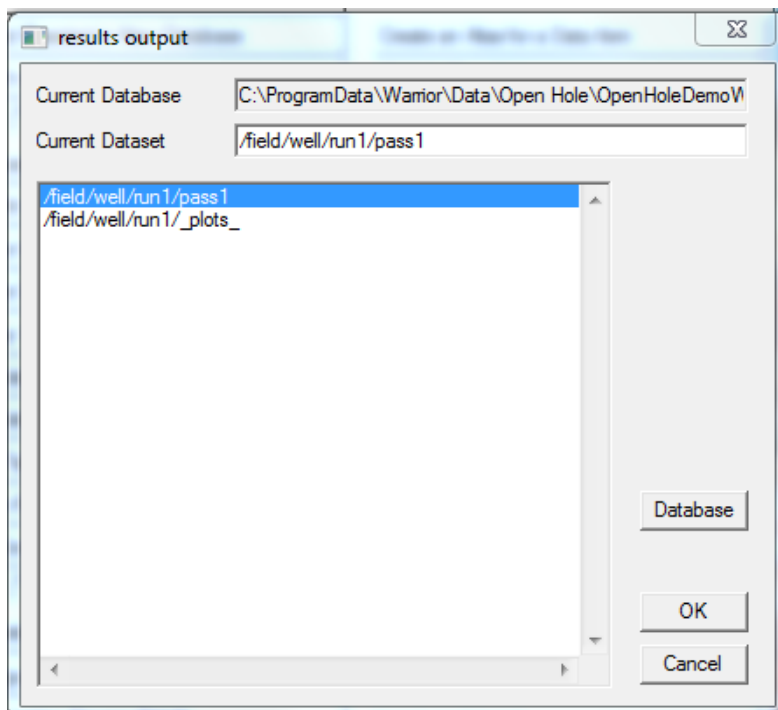 results output
Current Database C:\ProgramData\Warrior\Data\Open Hole\OpenHoleDemoW
Current Dataset /field/well/run1/pass1
/field/well/run1/pass1
/field/well/run1/_plots_
Database
OK
Cancel